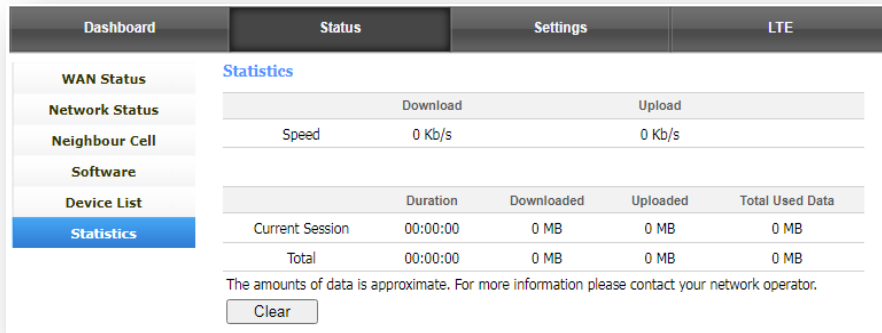 Dashboard Status Settings LTE
WAN Status
Network Status
Neighbour Cell
Software
Device List
Statistics
Statistics
Download Upload
Speed 0 Kb/s 0 Kb/s
Duration Downloaded Uploaded Total Used Data
Current Session 00:00:00 0 MB 0 MB 0 MB
Total 00:00:00 0 MB 0 MB 0 MB
The amounts of data is approximate. For more information please contact your network operator.
Clear